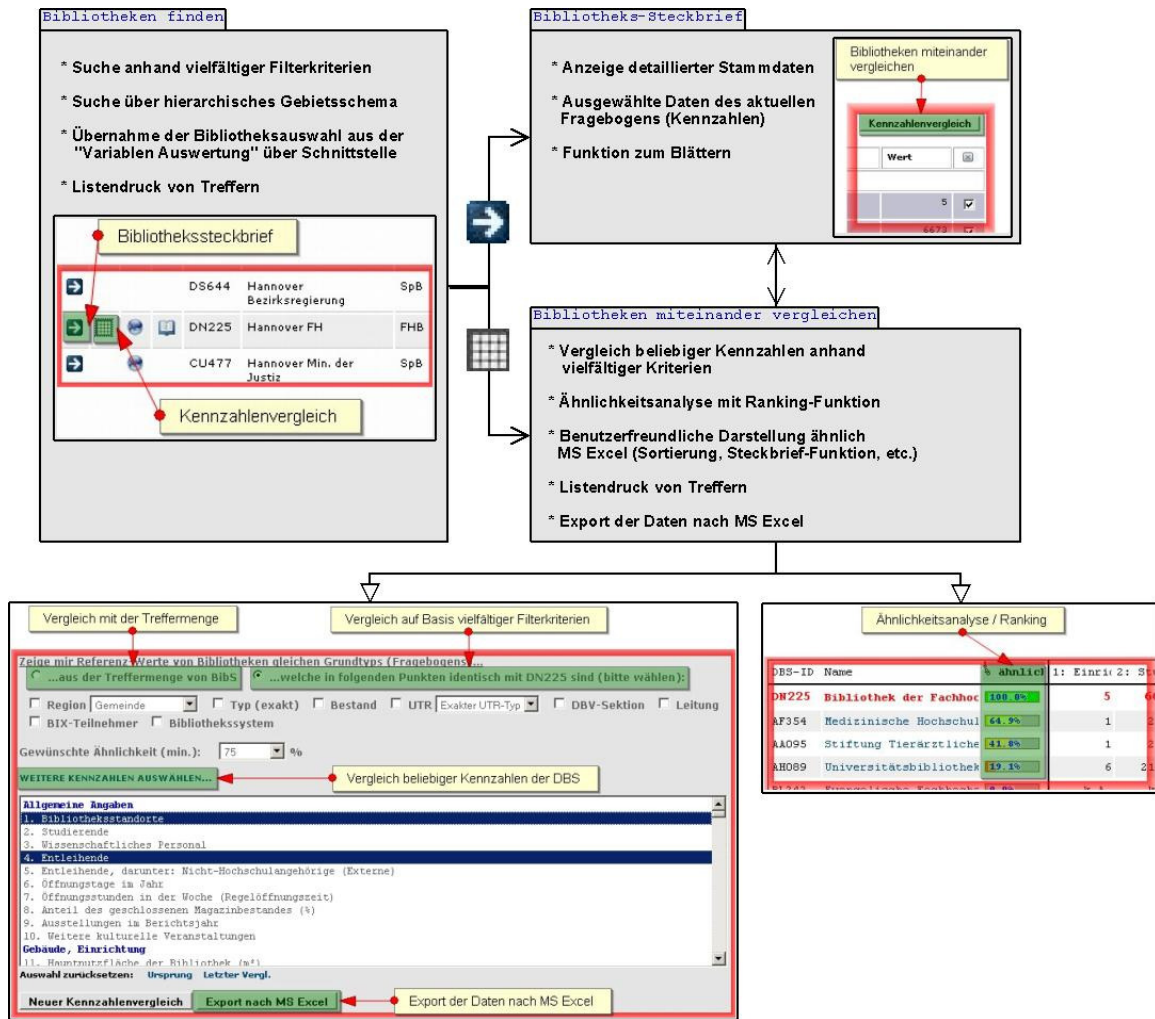 Bibliotheken finden
* Suche anhand vielfältiger Filterkriterien
* Suche über hierarchisches Gebietsschema
* Übernahme der Bibliotheksauswahl aus der
"Variablen Auswertung" über Schnittstelle
* Listendruck von Treffern
Bibliothekssteckbrief
DS644 Hannover SpB
Bezirksregierung
DN225 Hannover FH FHB
CU477 Hannover Min. der SpB
Justiz
Kennzahlenvergleich
Bibliotheks-Steckbrief
* Anzeige detaillierter Stammdaten
* Ausgewählte Daten des aktuellen
Fragebogens (Kennzahlen)
* Funktion zum Blättern
Bibliotheken miteinander
vergleichen
Kennzahlenvergleich
Wert
5
6673
Bibliotheken miteinander vergleichen
* Vergleich beliebiger Kennzahlen anhand
vielfältiger Kriterien
* Ähnlichkeitsanalyse mit Ranking-Funktion
* Benutzerfreundliche Darstellung ähnlich
MS Excel (Sortierung, Steckbrief-Funktion, etc.)
* Listendruck von Treffern
* Export der Daten nach MS Excel
Vergleich mit der Treffermenge
Vergleich auf Basis vielfältiger Filterkriterien
Zeige mir Referenz-Werte von Bibliotheken gleichen Grundtyps (Fragebogens)...
...aus der Treffermenge von BibS ...welche in folgenden Punkten identisch mit DN225 sind (bitte wählen):
Region Gemeinde Typ (exakt) Bestand UTR Exakter UTR-Typ DBV-Sektion Leitung
BIX-Teilnehmer Bibliothekssystem
Gewünschte Ähnlichkeit (min.): 75 %
WEITERE KENNZAHLEN AUSWÄHLEN... Vergleich beliebiger Kennzahlen der DBS
Allgemeine Angaben
1. Bibliotheksstandorte
2. Studierende
3. Wissenschaftliches Personal
4. Entleihende
5. Entleihende, darunter: Nicht-Hochschulangehörige (Externe)
6. Öffnungstage im Jahr
7. Öffnungsstunden in der Woche (Regelöffnungszeit)
8. Anteil des geschlossenen Magazinbestandes (%)
9. Ausstellungen im Berichtsjahr
10. Weitere kulturelle Veranstaltungen
Gebäude, Einrichtung
11. Hauptnutzfläche der Bibliothek (m²)
Auswahl zurücksetzen: Ursprung Letzter Vergl.
Neuer Kennzahlenvergleich Export nach MS Excel Export der Daten nach MS Excel
Ähnlichkeitsanalyse / Ranking
DBS-ID Name % ähnlich 1: Einri 2: St
DN225 Bibliothek der Fachhoc 100.0% 5
AF354 Medizinische Hochschul 64.9% 1 2
AA095 Stiftung Tierärztliche 41.8% 1 2
AH089 Universitätsbibliothek 19.1% 6 21